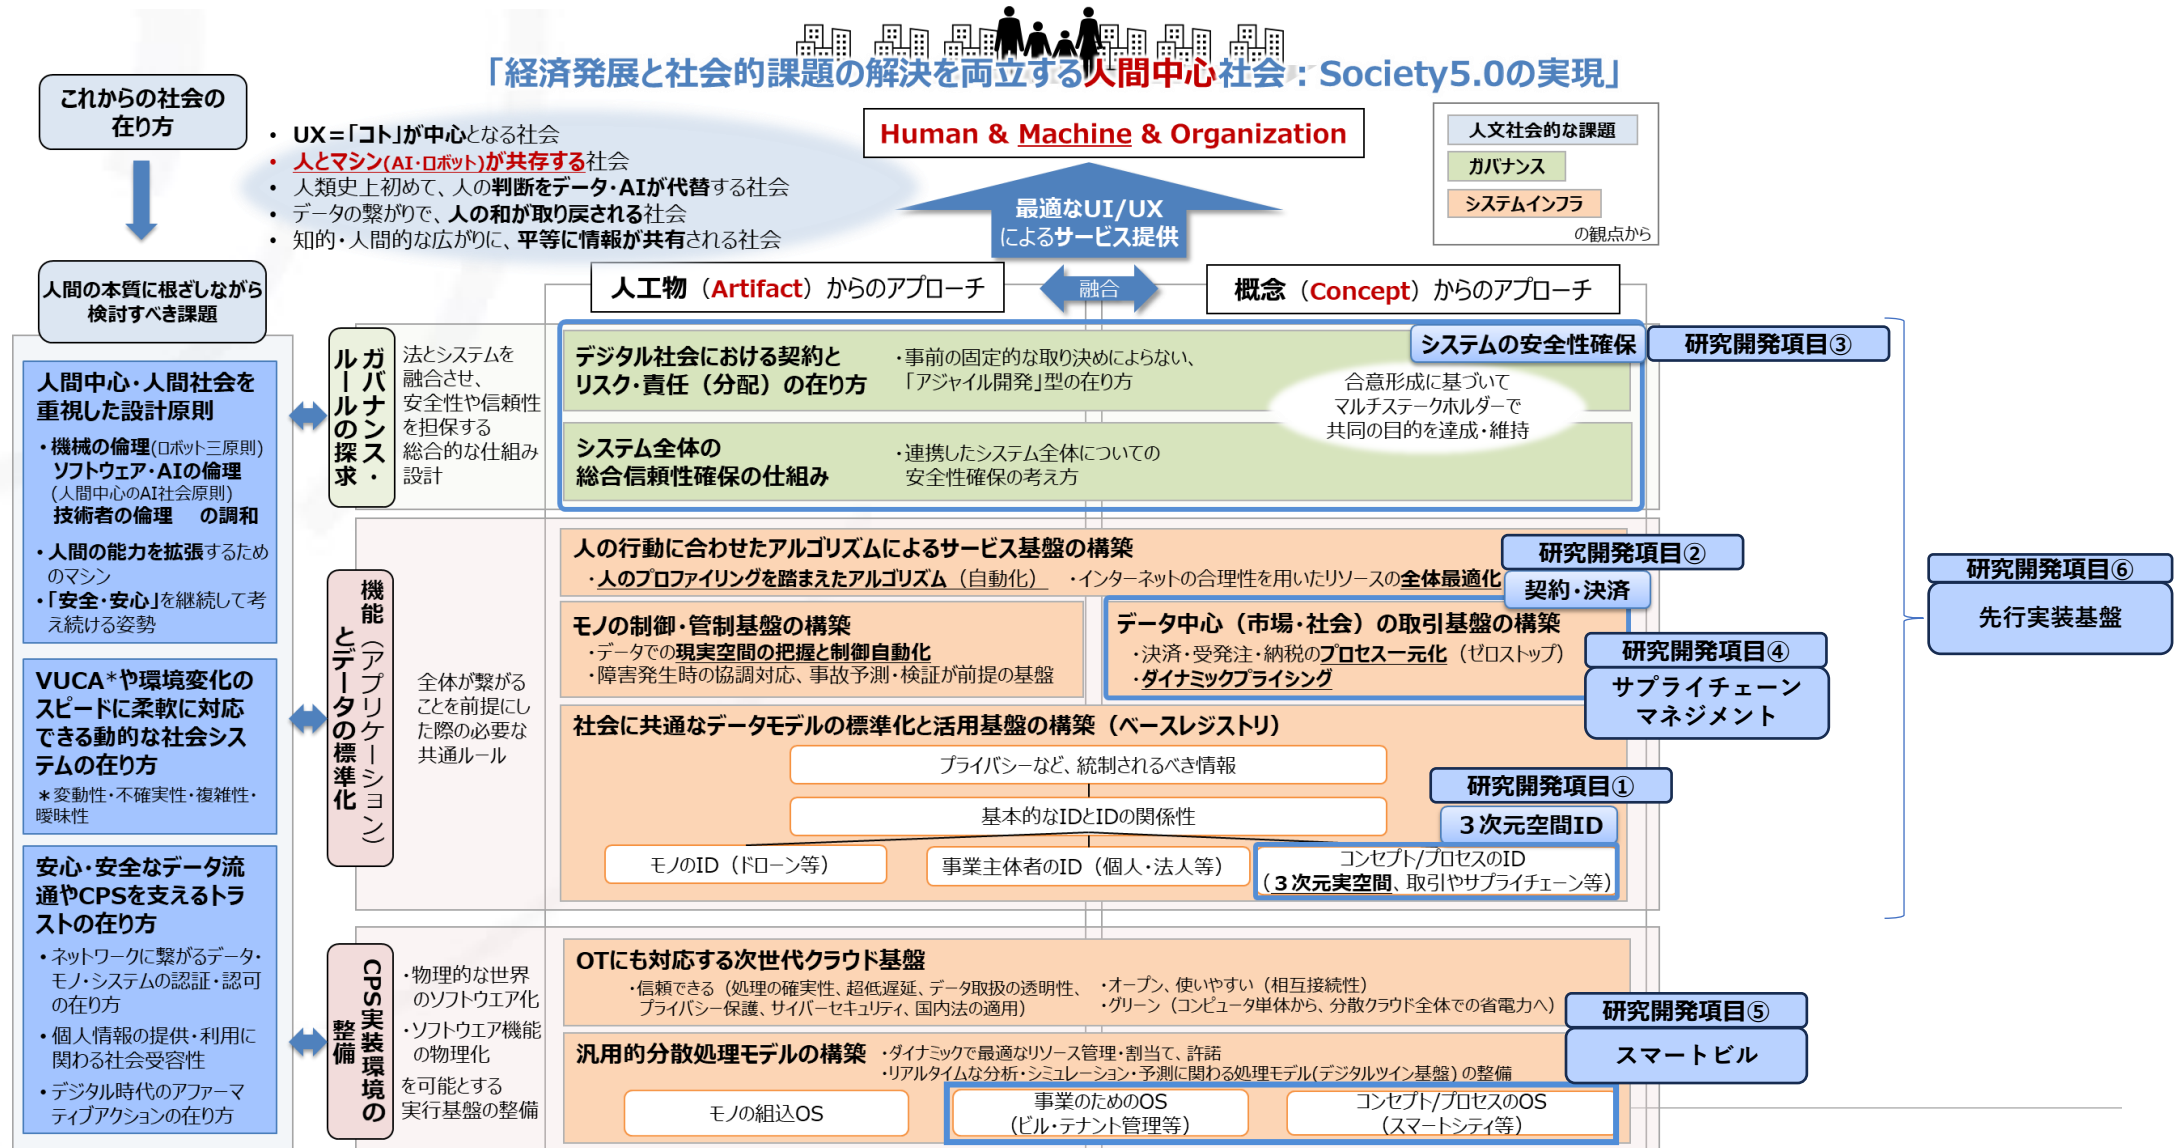 「経済発展と社会的課題の解決を両立する人間中心社会：Society5.0の実現」
これからの社会の
在り方
・ UX＝「コト」が中心となる社会
・ 人とマシン(AI・ロボット)が共存する社会
・ 人類史上初めて、人の判断をデータ・AIが代替する社会
・ データの繋がりで、人の和が取り戻される社会
・ 知的・人間的な広がりに、平等に情報が共有される社会
Human & Machine & Organization
最適なUI/UX
によるサービス提供
人文社会的な課題
ガバナンス
システムインフラ
の観点から
人間の本質に根ざしながら
検討すべき課題
人工物（Artifact）からのアプローチ
融合
概念（Concept）からのアプローチ
人間中心・人間社会を
重視した設計原則
・機械の倫理(ロボット三原則)
ソフトウェア・AIの倫理
(人間中心のAI社会原則)
技術者の倫理　の調和
・人間の能力を拡張するため
のマシン
・「安全・安心」を継続して考
え続ける姿勢
VUCA*や環境変化の
スピードに柔軟に対応
できる動的な社会シス
テムの在り方
＊変動性・不確実性・複雑性・
曖昧性
安心・安全なデータ流
通やCPSを支えるトラ
ストの在り方
・ネットワークに繋がるデータ・
モノ・システムの認証・認可
の在り方
・個人情報の提供・利用に
関わる社会受容性
・デジタル時代のアファーマ
ティブアクションの在り方
ガバナンス・
ルールの探求
法とシステムを
融合させ、
安全性や信頼性
を担保する
総合的な仕組み
設計
デジタル社会における契約と
リスク・責任（分配）の在り方
・事前の固定的な取り決めによらない、
「アジャイル開発」型の在り方
システムの安全性確保
研究開発項目③
合意形成に基づいて
マルチステークホルダーで
共同の目的を達成・維持
システム全体の
総合信頼性確保の仕組み
・連携したシステム全体についての
安全性確保の考え方
機能（アプリケーション）
とデータの標準化
全体が繋がる
ことを前提にし
た際の必要な
共通ルール
人の行動に合わせたアルゴリズムによるサービス基盤の構築
・人のプロファイリングを踏まえたアルゴリズム（自動化）　・インターネットの合理性を用いたリソースの全体最適化
研究開発項目②
契約・決済
モノの制御・管制基盤の構築
・データでの現実空間の把握と制御自動化
・障害発生時の協調対応、事故予測・検証が前提の基盤
データ中心（市場・社会）の取引基盤の構築
・決済・受発注・納税のプロセス一元化（ゼロストップ）
・ダイナミックプライシング
研究開発項目④
サプライチェーン
マネジメント
研究開発項目⑥
先行実装基盤
社会に共通なデータモデルの標準化と活用基盤の構築（ベースレジストリ）
プライバシーなど、統制されるべき情報
基本的なIDとIDの関係性
研究開発項目①
３次元空間ID
モノのID（ドローン等）
事業主体者のID（個人・法人等）
コンセプト/プロセスのID
（３次元実空間、取引やサプライチェーン等）
CPS実装環境の
整備
・物理的な世界
のソフトウエア化
・ソフトウエア機能
の物理化
を可能とする
実行基盤の整備
OTにも対応する次世代クラウド基盤
・信頼できる（処理の確実性、超低遅延、データ取扱の透明性、
プライバシー保護、サイバーセキュリティ、国内法の適用）
・オープン、使いやすい（相互接続性）
・グリーン（コンピュータ単体から、分散クラウド全体での省電力へ）
研究開発項目⑤
スマートビル
汎用的分散処理モデルの構築
・ダイナミックで最適なリソース管理・割当て、許諾
・リアルタイムな分析・シミュレーション・予測に関わる処理モデル(デジタルツイン基盤) の整備
モノの組込OS
事業のためのOS
（ビル・テナント管理等）
コンセプト/プロセスのOS
（スマートシティ等）